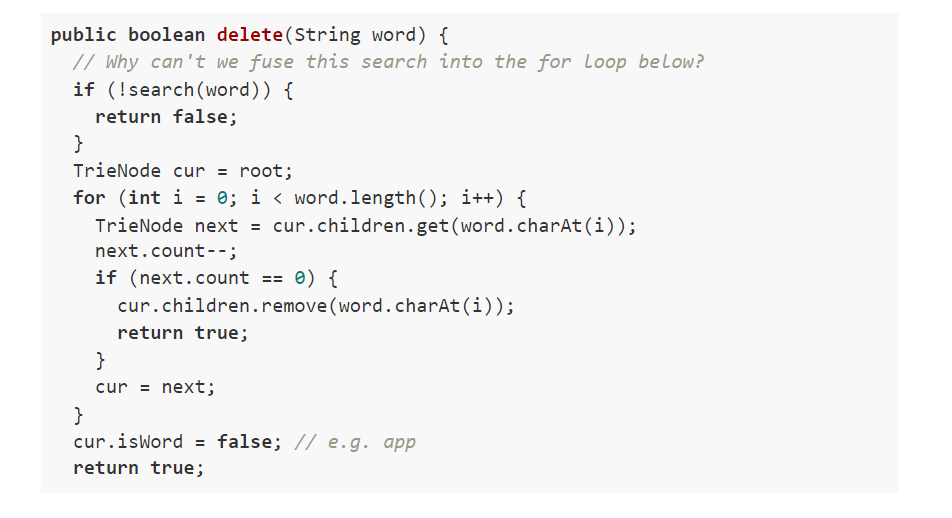 public boolean delete(String word) {
  // Why can't we fuse this search into the for loop below?
  if (!search(word)) {
    return false;
  }
  TrieNode cur = root;
  for (int i = 0; i < word.length(); i++) {
    TrieNode next = cur.children.get(word.charAt(i));
    next.count--;
    if (next.count == 0) {
      cur.children.remove(word.charAt(i));
      return true;
    }
    cur = next;
  }
  cur.isWord = false; // e.g. app
  return true;